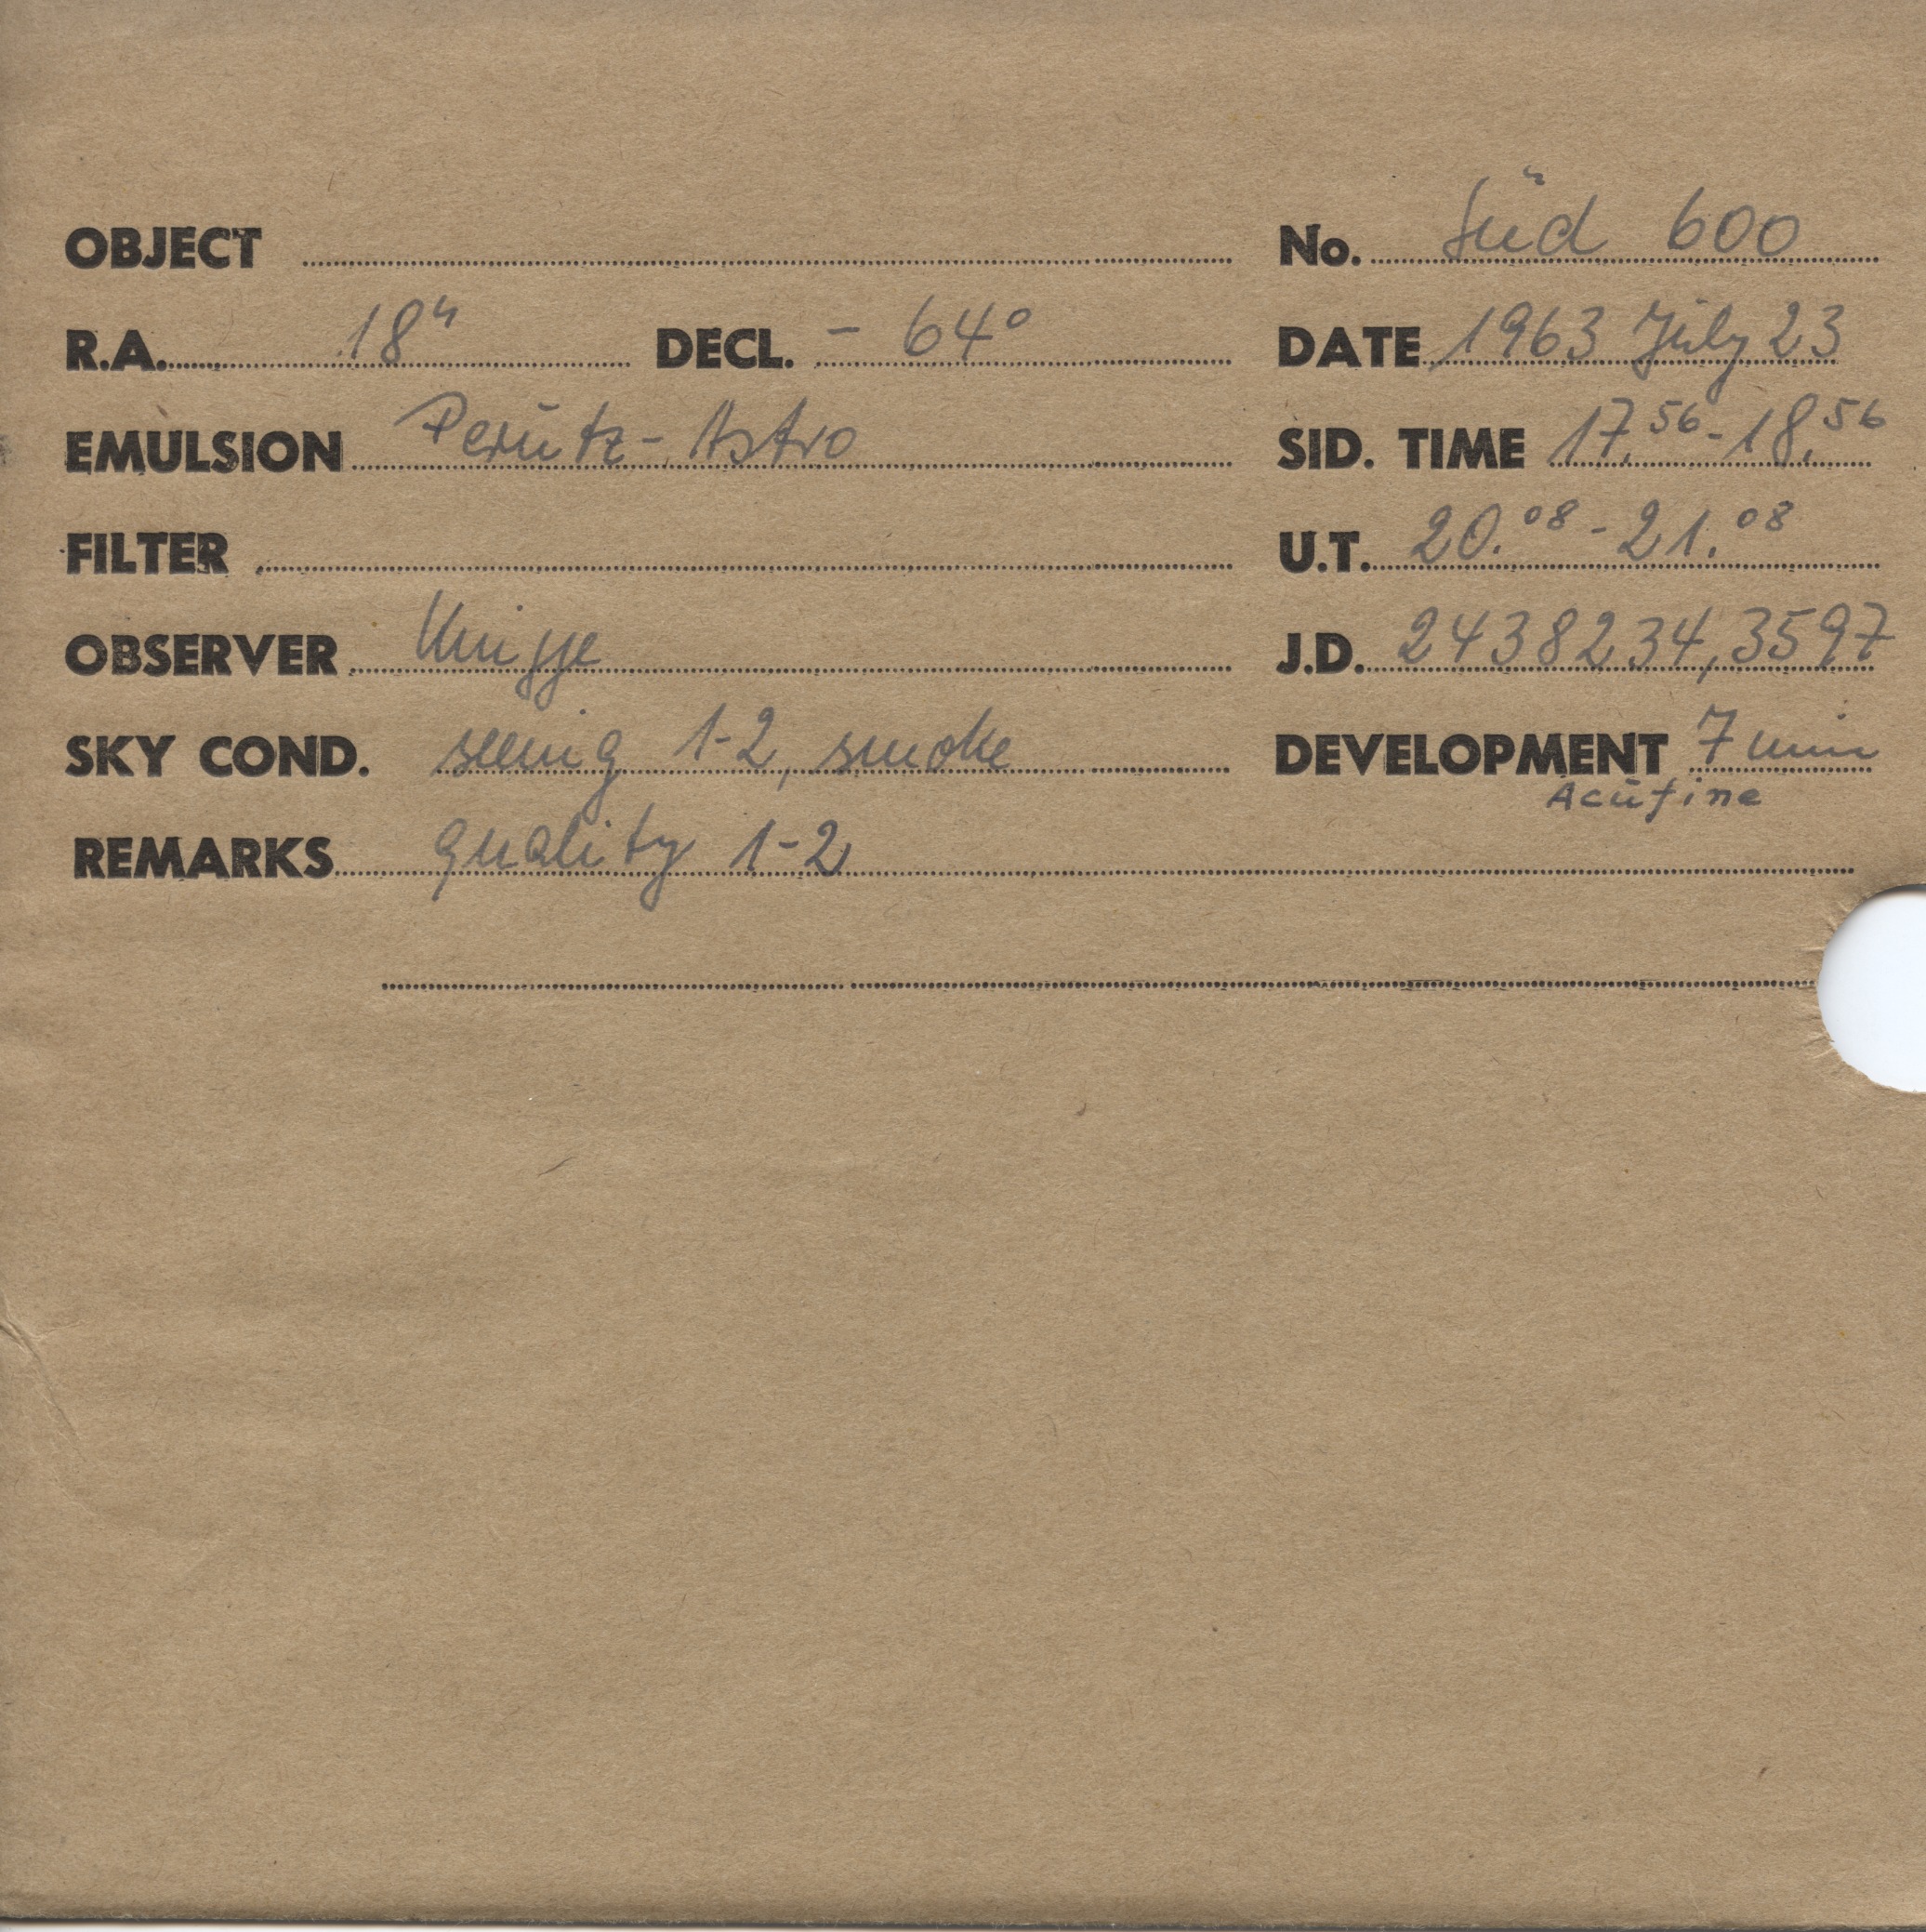 OBJECT No. Süd 600
R.A. 18h DECL. - 64° DATE 1963 July 23
EMULSION Perutz-Astro SID. TIME 17.56-18.56
FILTER U.T. 20.08-21.08
OBSERVER Knigge J.D. 2438234,3597
SKY COND. seeing 1-2, smoke DEVELOPMENT 7 min
Acufine
REMARKS quality 1-2